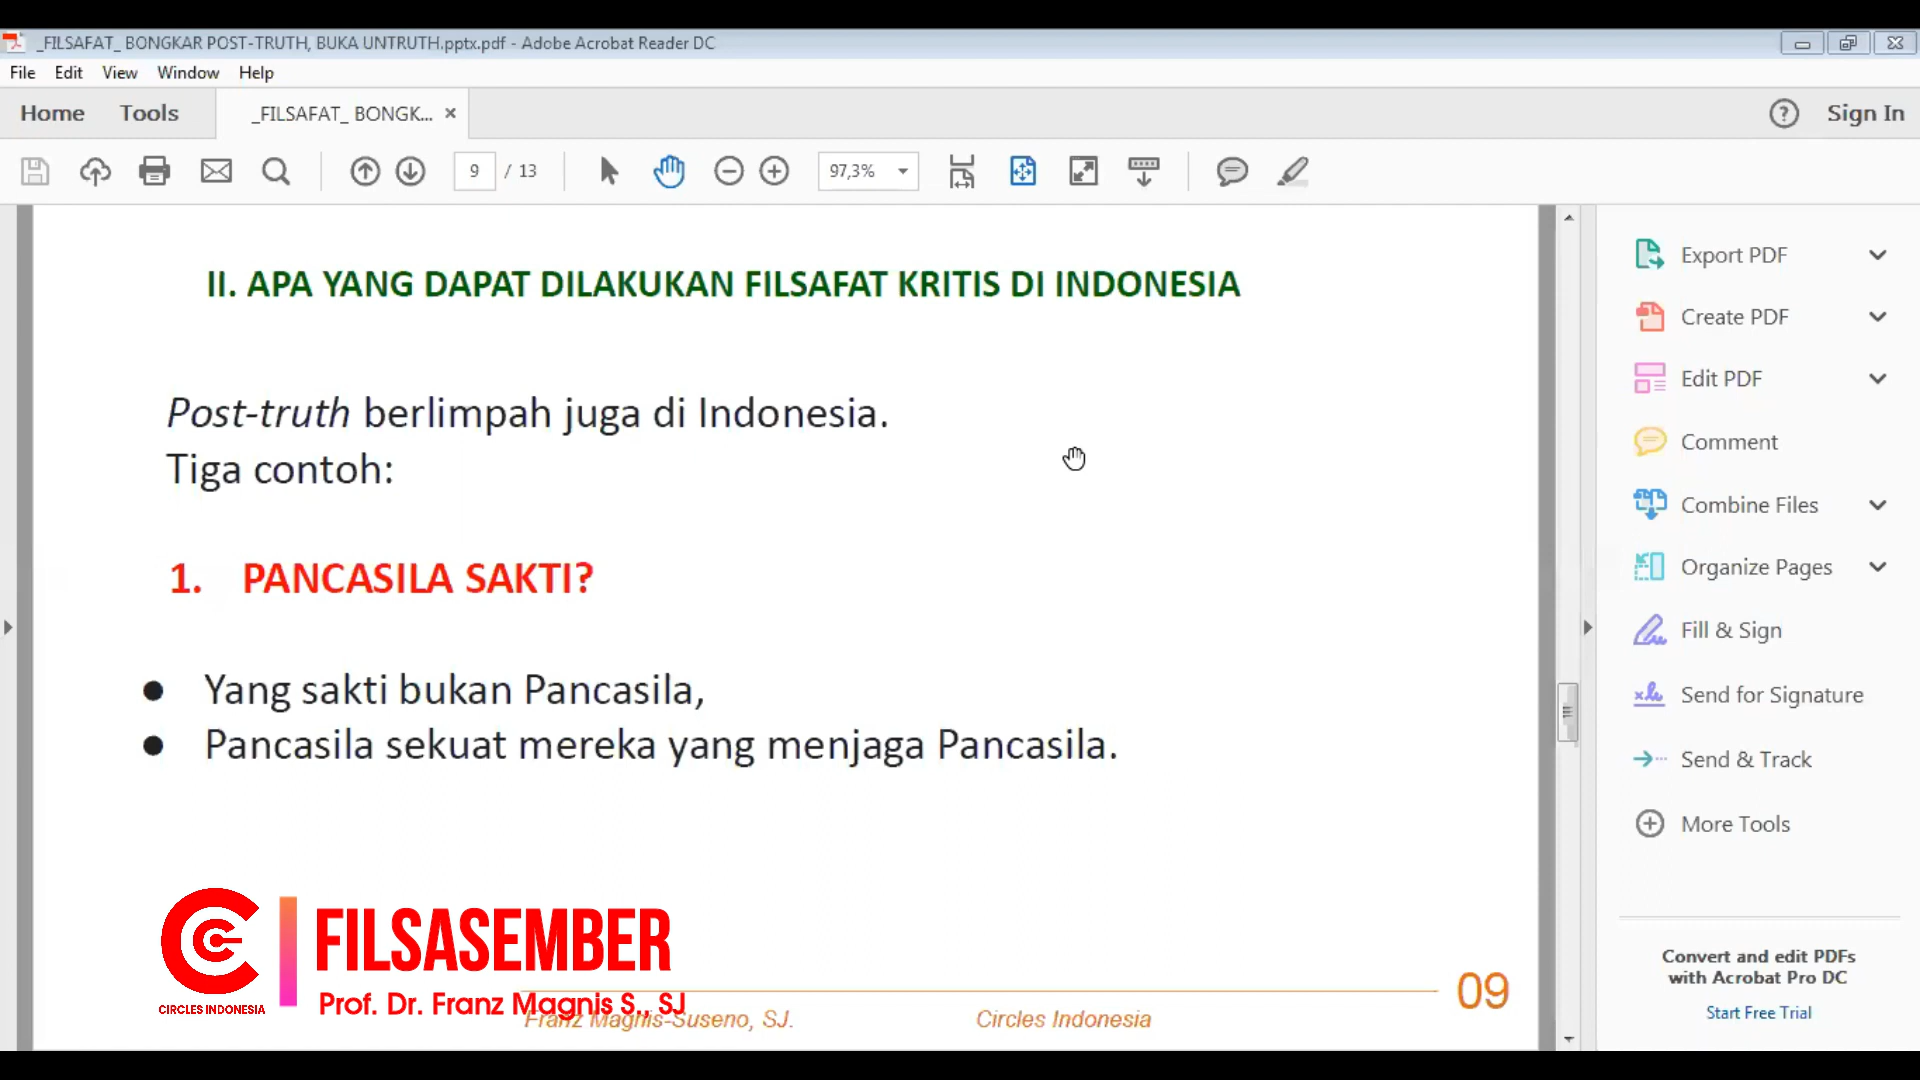 _FILSAFAT_ BONGKAR POST-TRUTH, BUKA UNTRUTH.pptx.pdf - Adobe Acrobat Reader DC
File Edit View Window Help
Home Tools _FILSAFAT_ BONGK... × ? Sign In
9 / 13 97,3%
II. APA YANG DAPAT DILAKUKAN FILSAFAT KRITIS DI INDONESIA
Post-truth berlimpah juga di Indonesia.
Tiga contoh:
1. PANCASILA SAKTI?
● Yang sakti bukan Pancasila,
● Pancasila sekuat mereka yang menjaga Pancasila.
FILSASEMBER
CIRCLES INDONESIA
Prof. Dr. Franz Magnis S., SJ
Franz Magnis-Suseno, SJ.
Circles Indonesia
09
Export PDF
Create PDF
Edit PDF
Comment
Combine Files
Organize Pages
Fill & Sign
Send for Signature
Send & Track
More Tools
Convert and edit PDFs
with Acrobat Pro DC
Start Free Trial